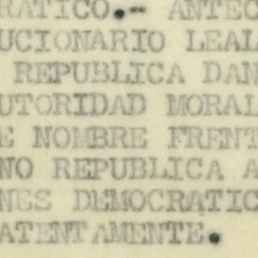 RATICO.- ANTEC
UCIONARIO LEAL
REPUBLICA DAN
UTORIDAD MORAL
E NOMBRE FRENT
NO REPUBLICA A
NES DEMOCRATIC
ATENTAMENTE.